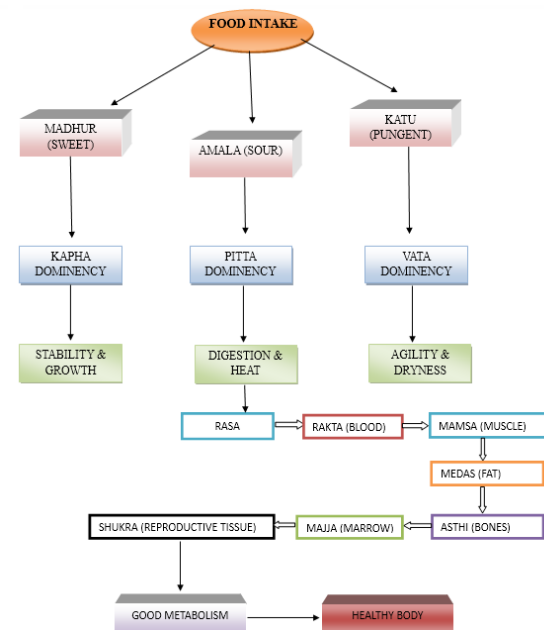 FOOD INTAKE
MADHUR
(SWEET)
AMALA (SOUR)
KATU
(PUNGENT)
KAPHA
DOMINENCY
PITTA
DOMINENCY
VATA
DOMINENCY
STABILITY &
GROWTH
DIGESTION &
HEAT
AGILITY &
DRYNESS
RASA
RAKTA (BLOOD)
MAMSA (MUSCLE)
MEDAS (FAT)
ASTHI (BONES)
MAJJA (MARROW)
SHUKRA (REPRODUCTIVE TISSUE)
GOOD METABOLISM
HEALTHY BODY